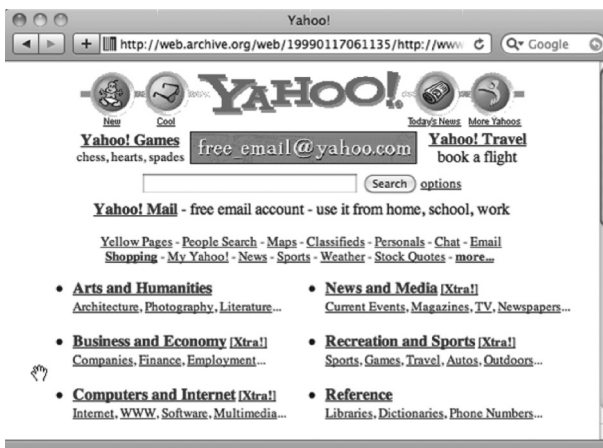 Yahoo!
http://web.archive.org/web/19990117061135/http://www
Google
YAHOO!
New
Cool
Today's News
More Yahoos
Yahoo! Games
chess, hearts, spades
free_email@yahoo.com
Yahoo! Travel
book a flight
Search options
Yahoo! Mail - free email account - use it from home, school, work
Yellow Pages - People Search - Maps - Classifieds - Personals - Chat - Email
Shopping - My Yahoo! - News - Sports - Weather - Stock Quotes - more...
• Arts and Humanities
Architecture, Photography, Literature...
• News and Media [Xtra!]
Current Events, Magazines, TV, Newspapers...
• Business and Economy [Xtra!]
Companies, Finance, Employment...
• Recreation and Sports [Xtra!]
Sports, Games, Travel, Autos, Outdoors...
• Computers and Internet [Xtra!]
Internet, WWW, Software, Multimedia...
• Reference
Libraries, Dictionaries, Phone Numbers...